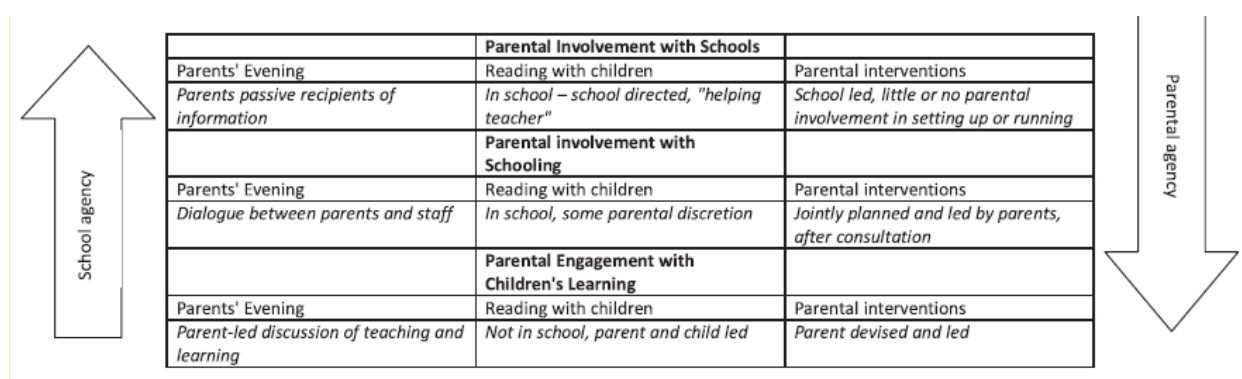 Parental Involvement with Schools
Parents' Evening
Reading with children
Parental interventions
Parents passive recipients of
information
In school – school directed, "helping
teacher"
School led, little or no parental
involvement in setting up or running
Parental involvement with
Schooling
Parents' Evening
Reading with children
Parental interventions
Dialogue between parents and staff
In school, some parental discretion
Jointly planned and led by parents,
after consultation
Parental Engagement with
Children's Learning
Parents' Evening
Reading with children
Parental interventions
Parent-led discussion of teaching and
learning
Not in school, parent and child led
Parent devised and led
School agency
Parental agency